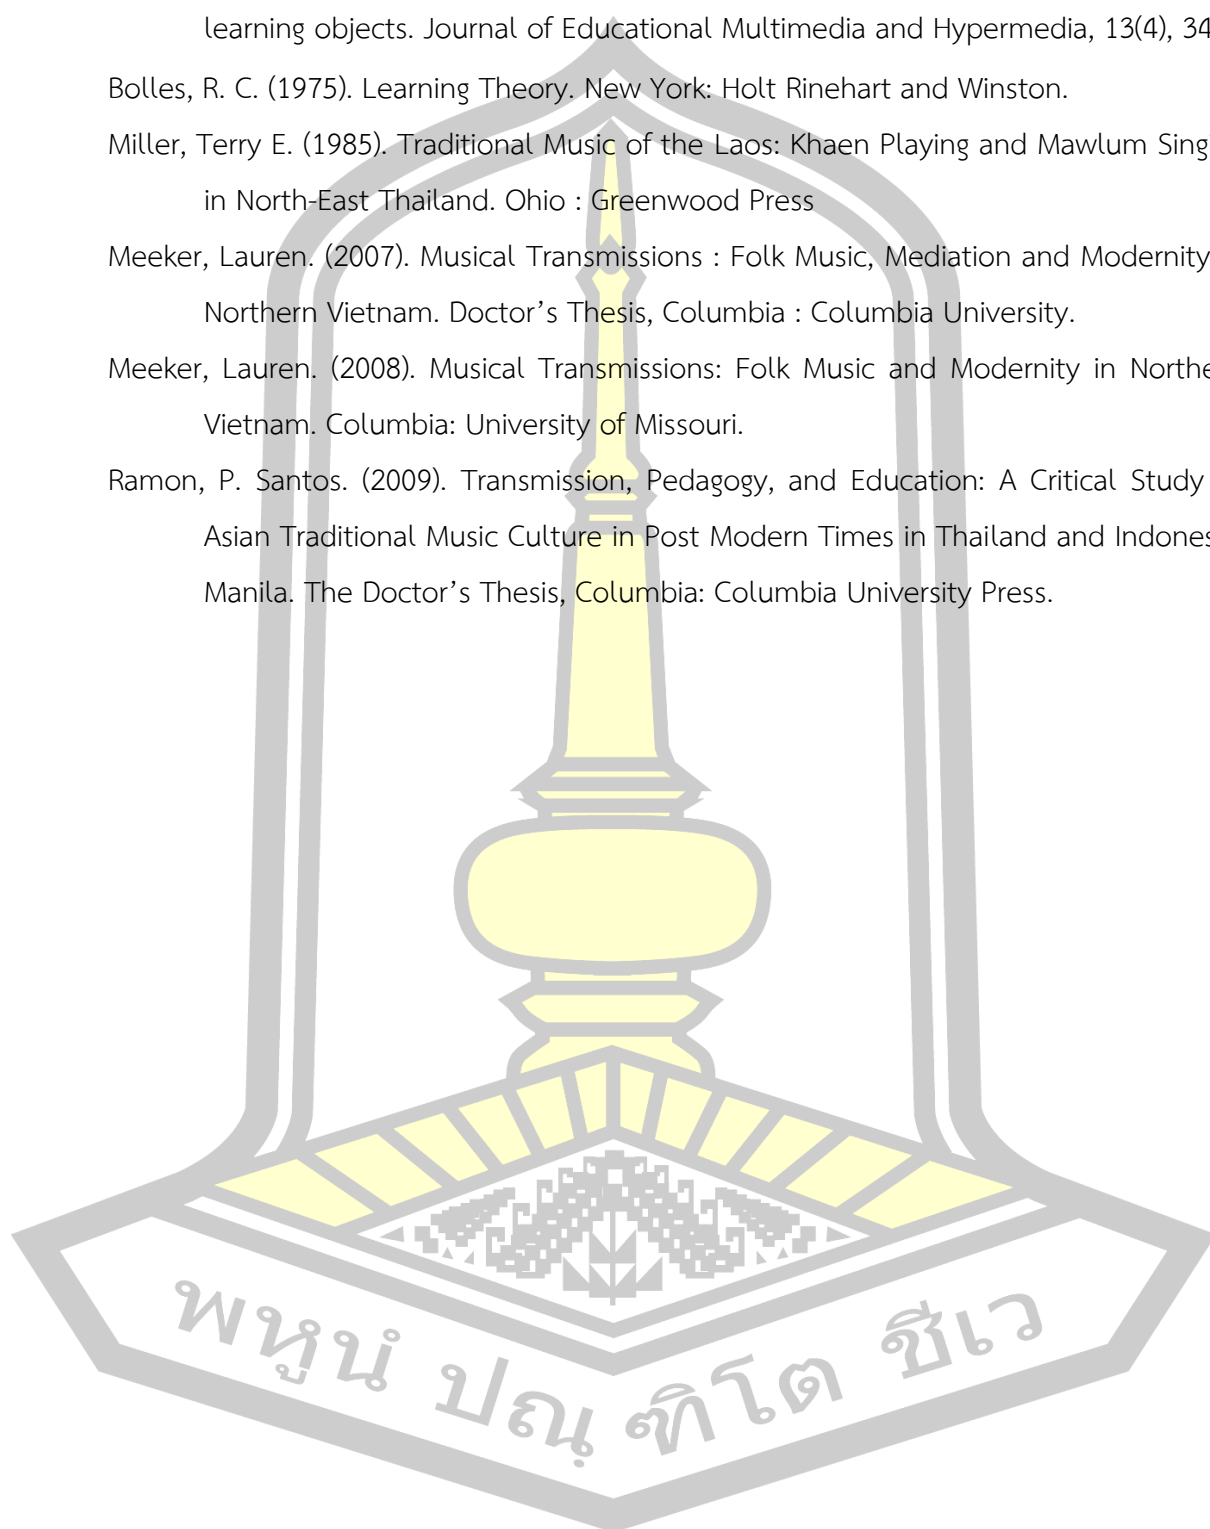 learning objects. Journal of Educational Multimedia and Hypermedia, 13(4), 34
Bolles, R. C. (1975). Learning Theory. New York: Holt Rinehart and Winston.
Miller, Terry E. (1985). Traditional Music of the Laos: Khaen Playing and Mawlum Sing
in North-East Thailand. Ohio : Greenwood Press
Meeker, Lauren. (2007). Musical Transmissions : Folk Music, Mediation and Modernity
Northern Vietnam. Doctor’s Thesis, Columbia : Columbia University.
Meeker, Lauren. (2008). Musical Transmissions: Folk Music and Modernity in Northe
Vietnam. Columbia: University of Missouri.
Ramon, P. Santos. (2009). Transmission, Pedagogy, and Education: A Critical Study
Asian Traditional Music Culture in Post Modern Times in Thailand and Indones
Manila. The Doctor’s Thesis, Columbia: Columbia University Press.
พหูนํ ปณฺฑิโต ชีเว